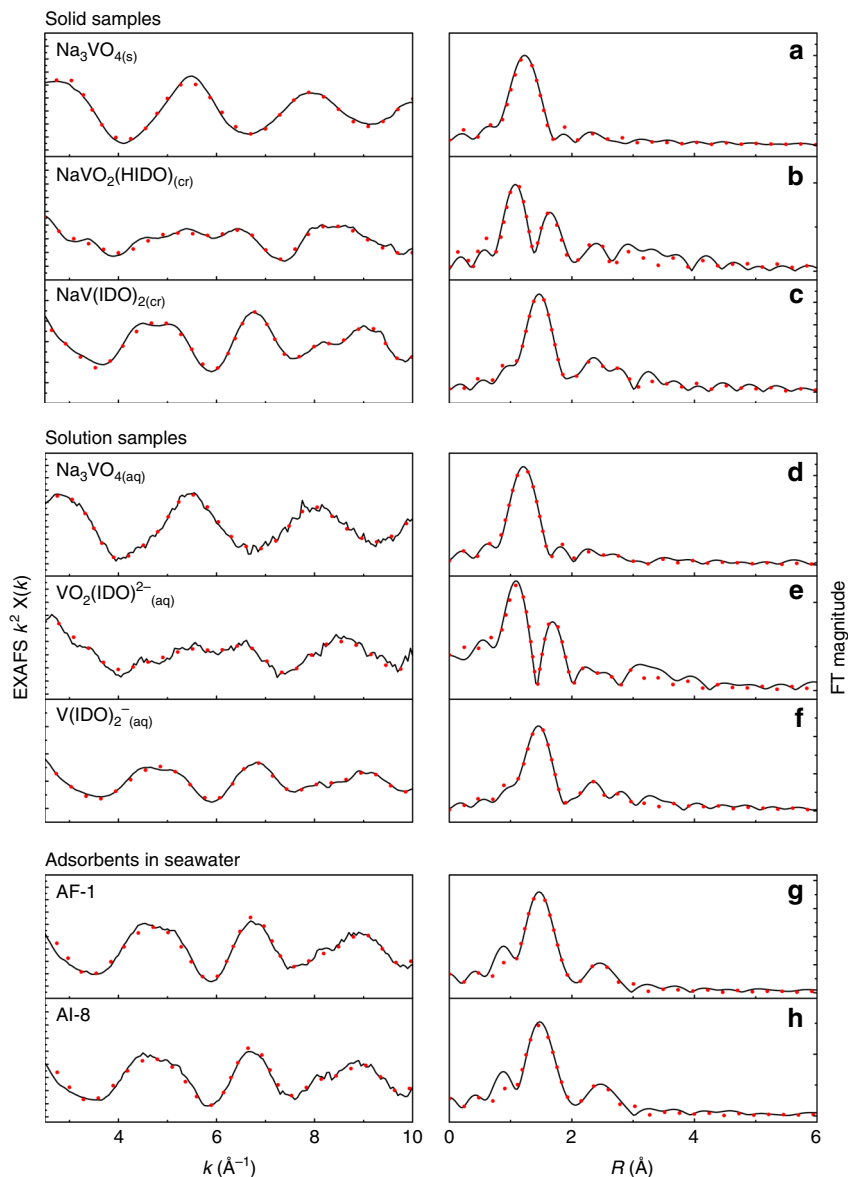 Solid samples
Na₃VO₄₍ₛ₎
a
NaVO₂(HIDO)₍cr₎
b
NaV(IDO)₂₍cr₎
c
Solution samples
Na₃VO₄₍aq₎
d
VO₂(IDO)²⁻₍aq₎
e
V(IDO)₂⁻₍aq₎
f
EXAFS k² X(k)
FT magnitude
Adsorbents in seawater
AF-1
g
AI-8
h
4 6 8 10 0 2 4 6
k (Å⁻¹) R (Å)